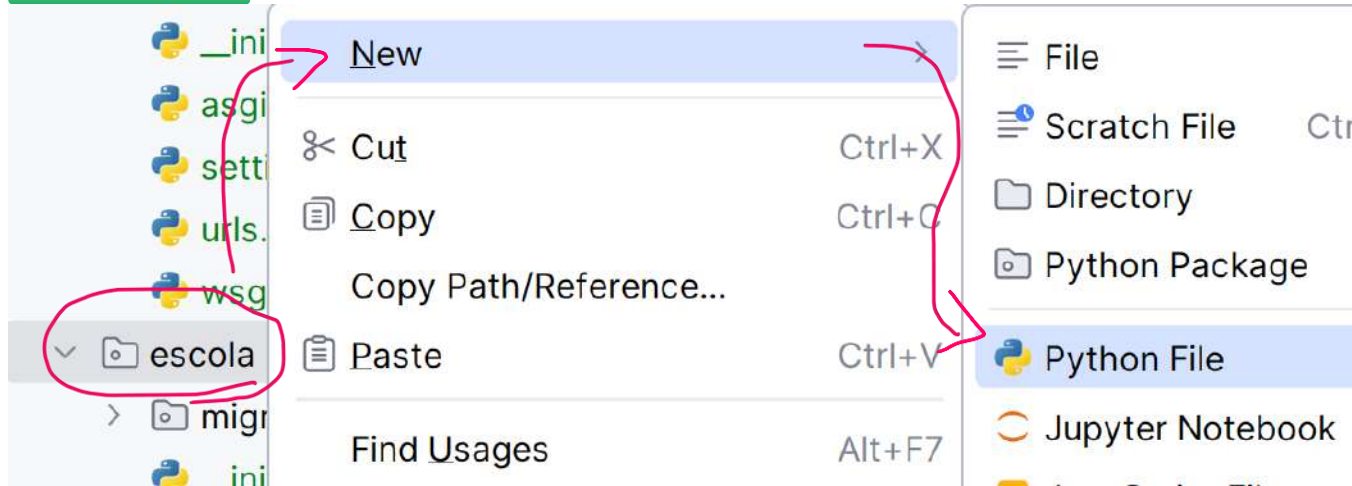 __ini
asgi
setti
urls.
wsg
escola
migr
ini
New
Cut Ctrl+X
Copy Ctrl+C
Copy Path/Reference...
Paste Ctrl+V
Find Usages Alt+F7
File
Scratch File Ctr
Directory
Python Package
Python File
Jupyter Notebook